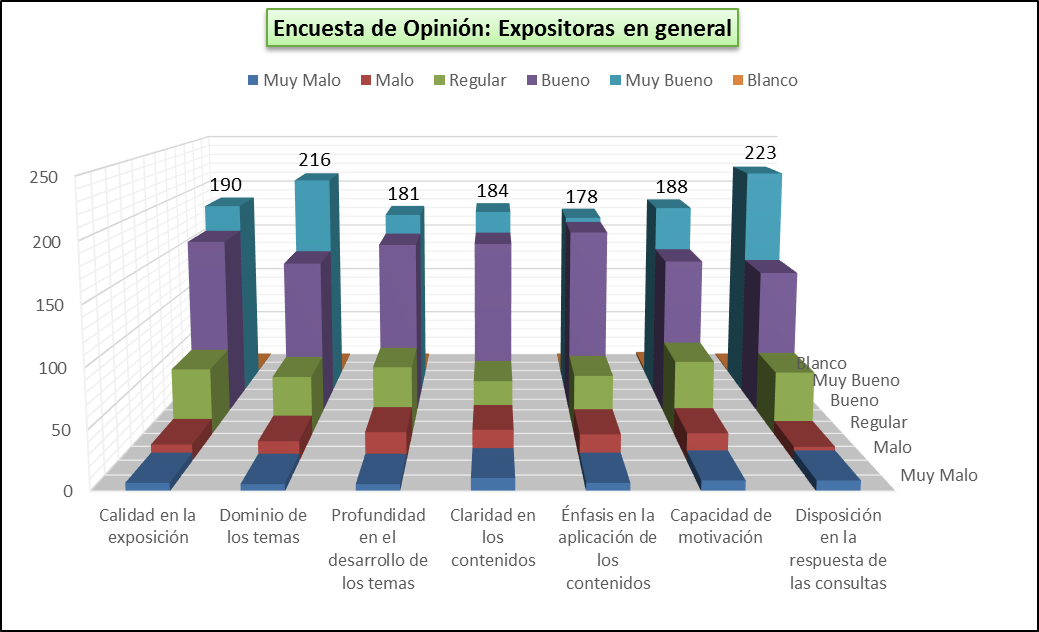 Encuesta de Opinión: Expositoras en general
Muy Malo Malo Regular Bueno Muy Bueno Blanco
250
200
150
100
50
0
190
216
181
184
178
188
223
Blanco
Muy Bueno
Bueno
Regular
Malo
Muy Malo
Calidad en la
exposición
Dominio de
los temas
Profundidad
en el
desarrollo de
los temas
Claridad en
los
contenidos
Énfasis en la
aplicación de
los
contenidos
Capacidad de
motivación
Disposición
en la
respuesta de
las consultas